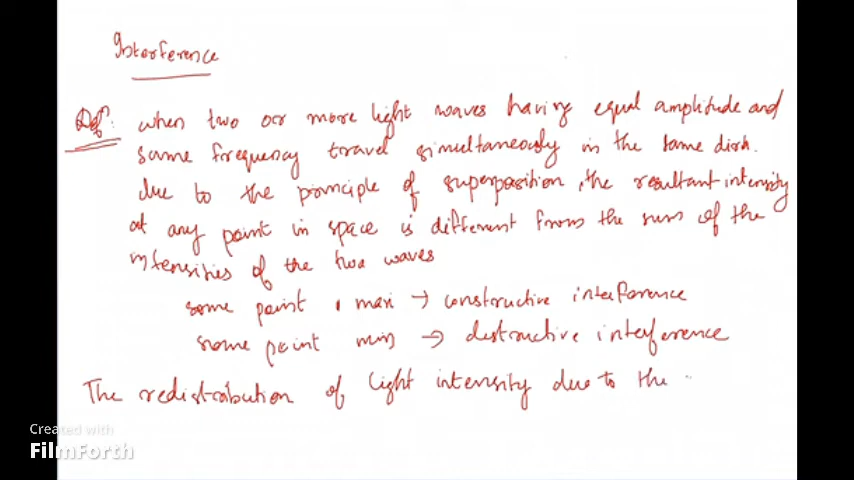 Interference
Defn: when two or more light waves having equal amplitude and
same frequency travel simultaneously in the same dirn.
due to the principle of superposition, the resultant intensity
at any point in space is different from the sum of the
intensities of the two waves
some point, maxi → constructive interference
some point min → destructive interference
The redistribution of light intensity due to the
Created with
FilmForth